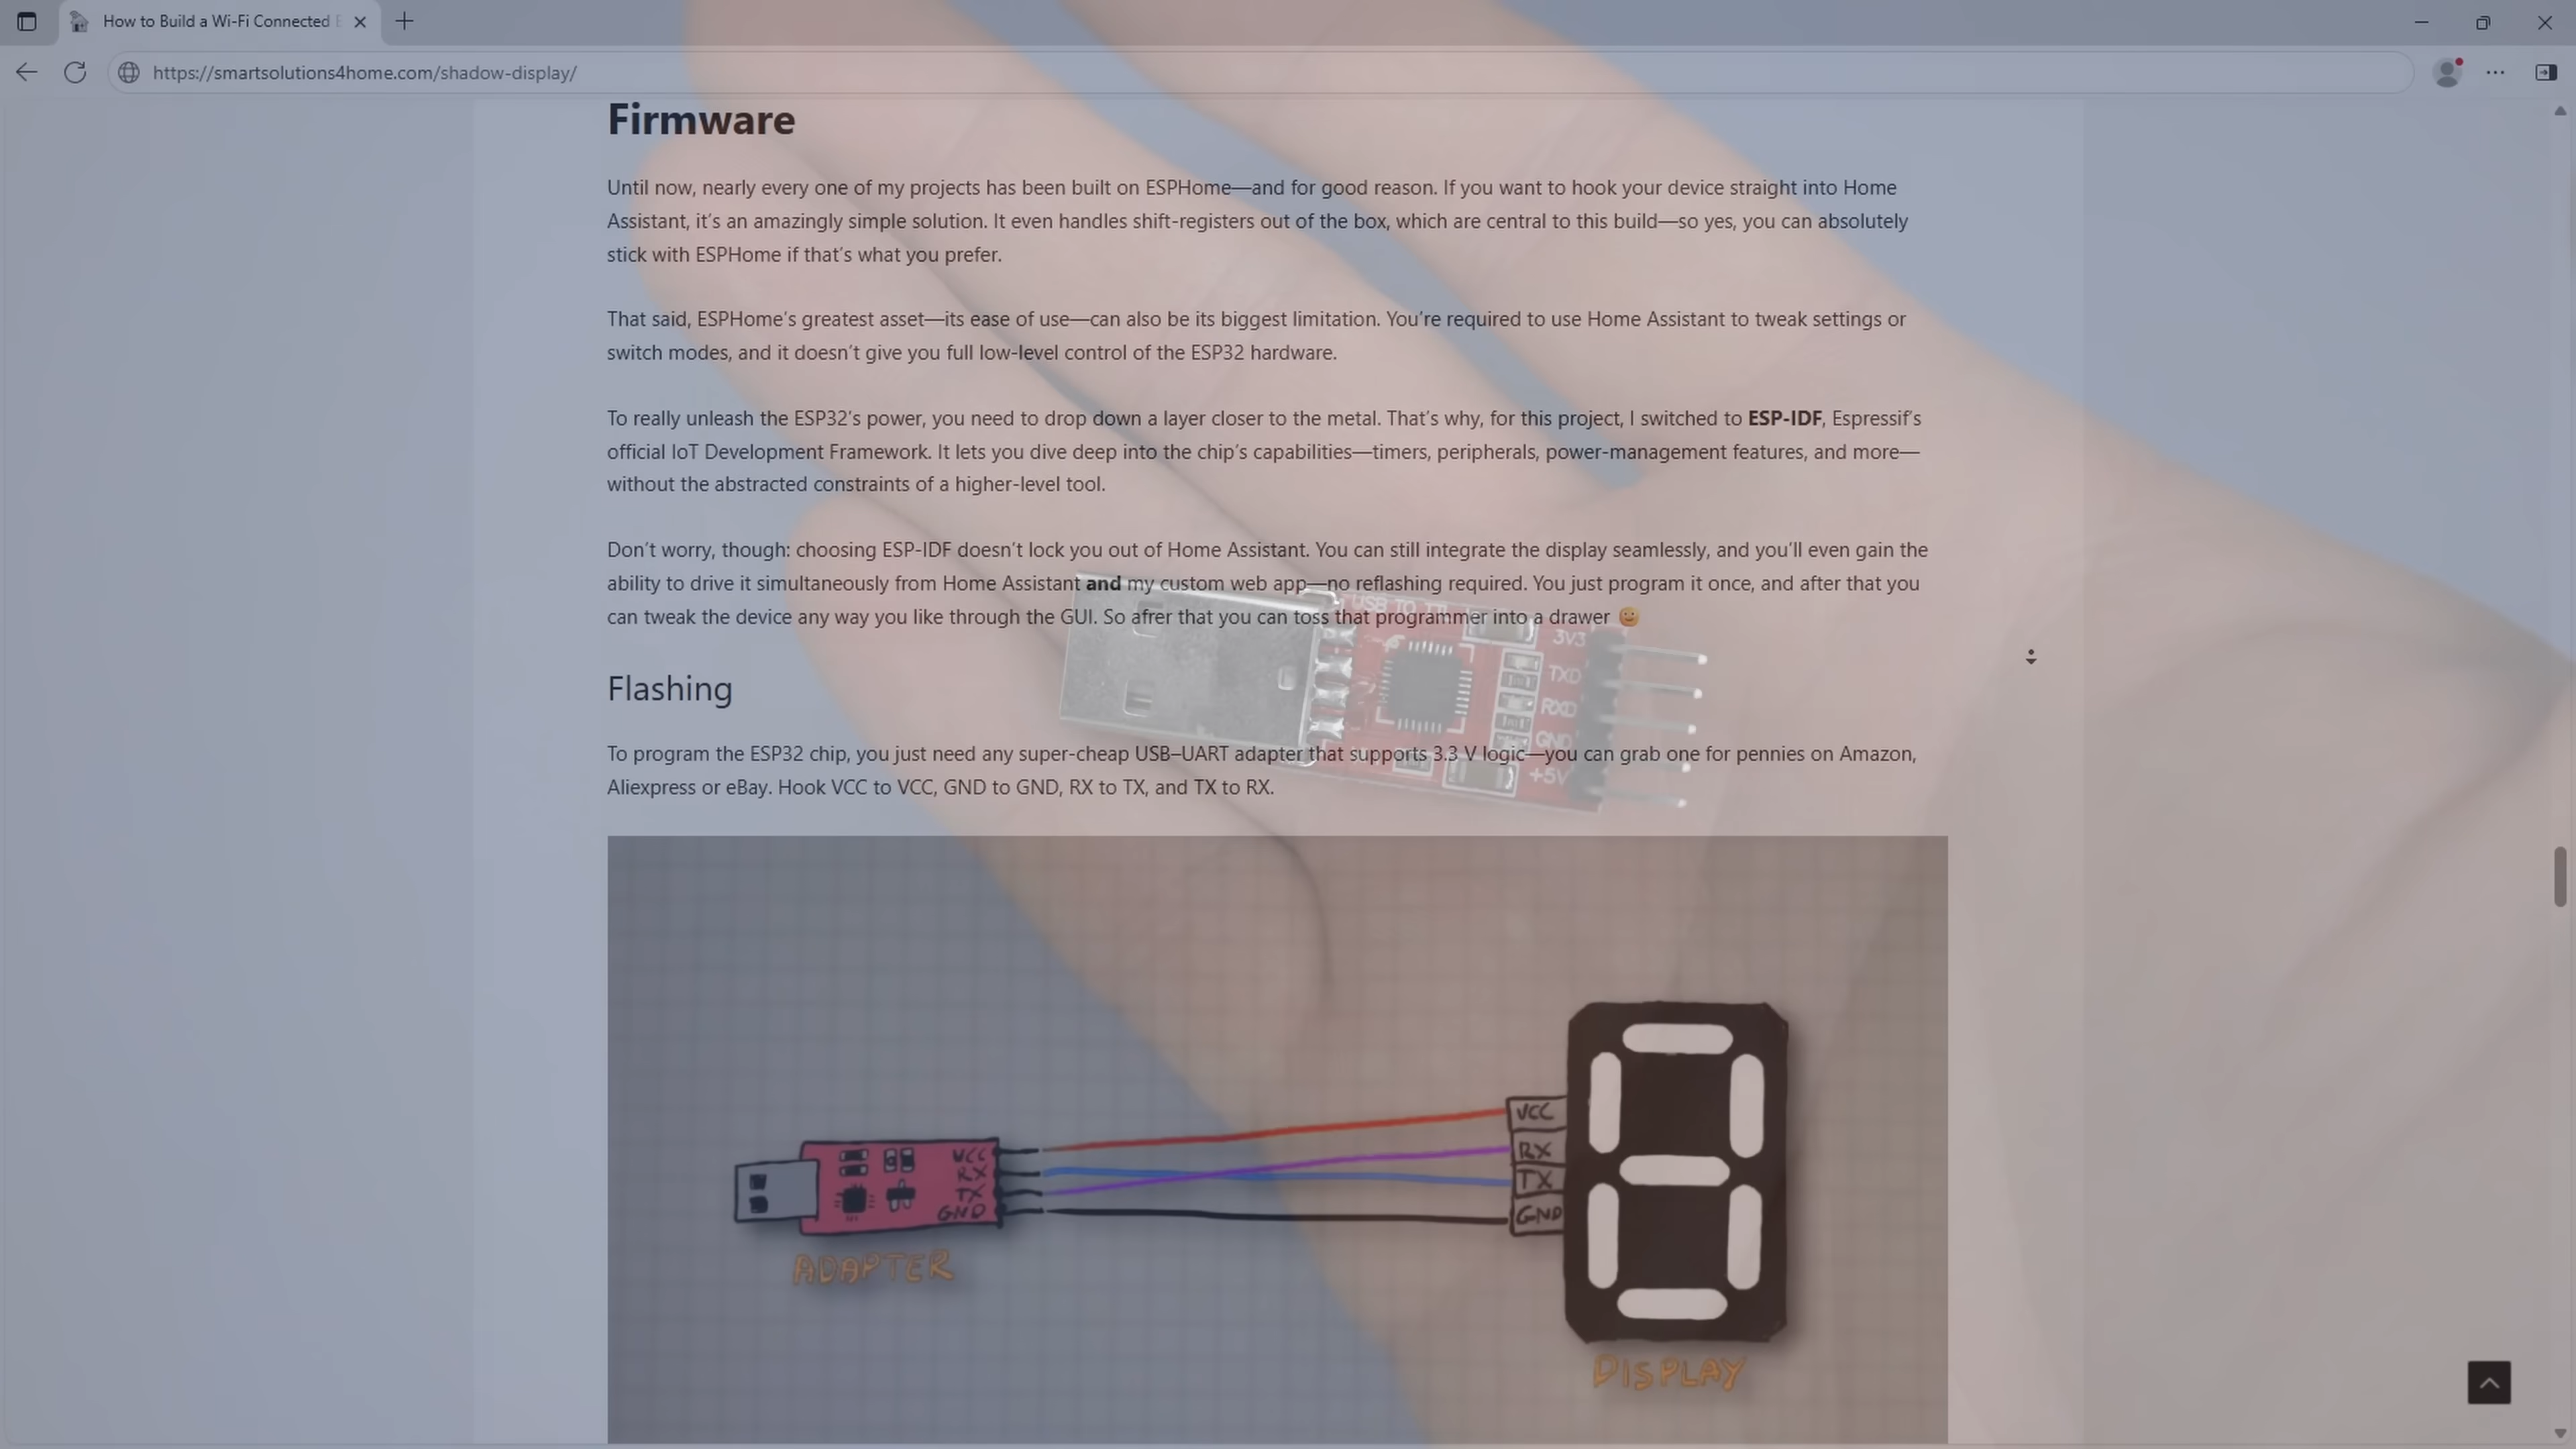 How to Build a Wi-Fi Connected
https://smartsolutions4home.com/shadow-display/
Firmware
Until now, nearly every one of my projects has been built on ESPHome—and for good reason. If you want to hook your device straight into Home
Assistant, it's an amazingly simple solution. It even handles shift-registers out of the box, which are central to this build—so yes, you can absolutely
stick with ESPHome if that's what you prefer.
That said, ESPHome's greatest asset—its ease of use—can also be its biggest limitation. You're required to use Home Assistant to tweak settings or
switch modes, and it doesn't give you full low-level control of the ESP32 hardware.
To really unleash the ESP32's power, you need to drop down a layer closer to the metal. That's why, for this project, I switched to ESP-IDF, Espressif's
official IoT Development Framework. It lets you dive deep into the chip's capabilities—timers, peripherals, power-management features, and more—
without the abstracted constraints of a higher-level tool.
Don't worry, though: choosing ESP-IDF doesn't lock you out of Home Assistant. You can still integrate the display seamlessly, and you'll even gain the
ability to drive it simultaneously from Home Assistant and my custom web app—no reflashing required. You just program it once, and after that you
can tweak the device any way you like through the GUI. So afrer that you can toss that programmer into a drawer 🙂
USB TO TTL
3V3
TXD
RXD
GND
+5V
Flashing
To program the ESP32 chip, you just need any super-cheap USB–UART adapter that supports 3.3 V logic—you can grab one for pennies on Amazon,
Aliexpress or eBay. Hook VCC to VCC, GND to GND, RX to TX, and TX to RX.
VCC
RX
TX
GND
ADAPTER
VCC
RX
TX
GND
DISPLAY